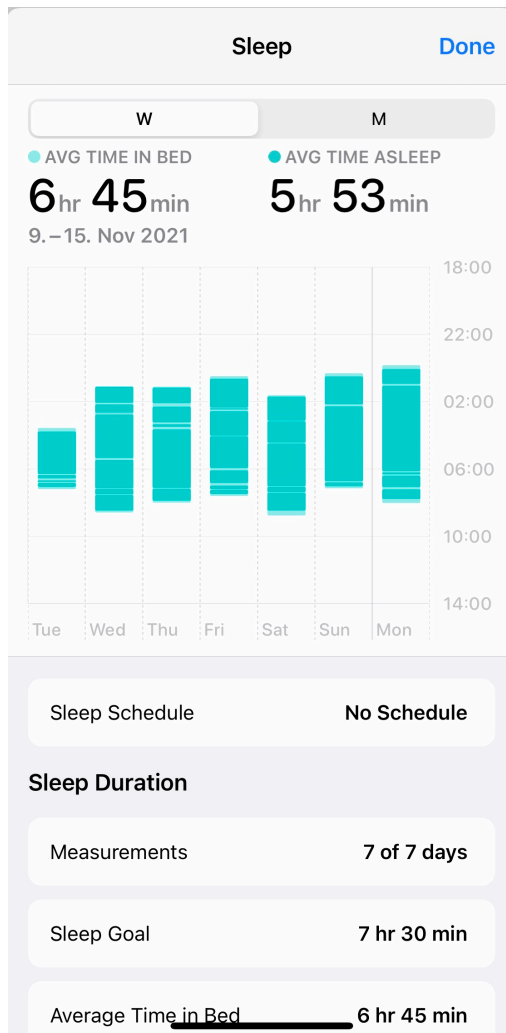 Sleep Done
W M
AVG TIME IN BED AVG TIME ASLEEP
6hr 45min 5hr 53min
9.–15. Nov 2021
18:00
22:00
02:00
06:00
10:00
14:00
Tue Wed Thu Fri Sat Sun Mon
Sleep Schedule No Schedule
Sleep Duration
Measurements 7 of 7 days
Sleep Goal 7 hr 30 min
Average Time in Bed 6 hr 45 min